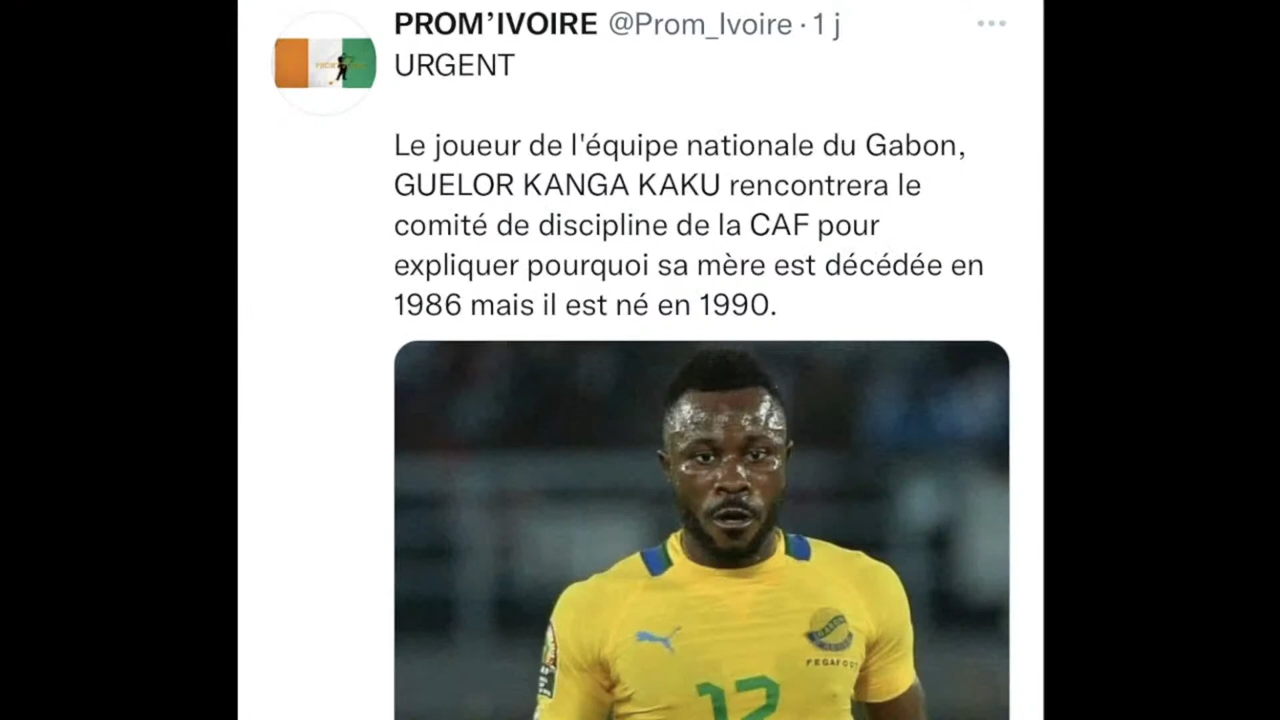 PROM’IVOIRE @Prom_Ivoire · 1 j
URGENT
Le joueur de l'équipe nationale du Gabon,
GUELOR KANGA KAKU rencontrera le
comité de discipline de la CAF pour
expliquer pourquoi sa mère est décédée en
1986 mais il est né en 1990.
GABON
FEGAFOOT
12